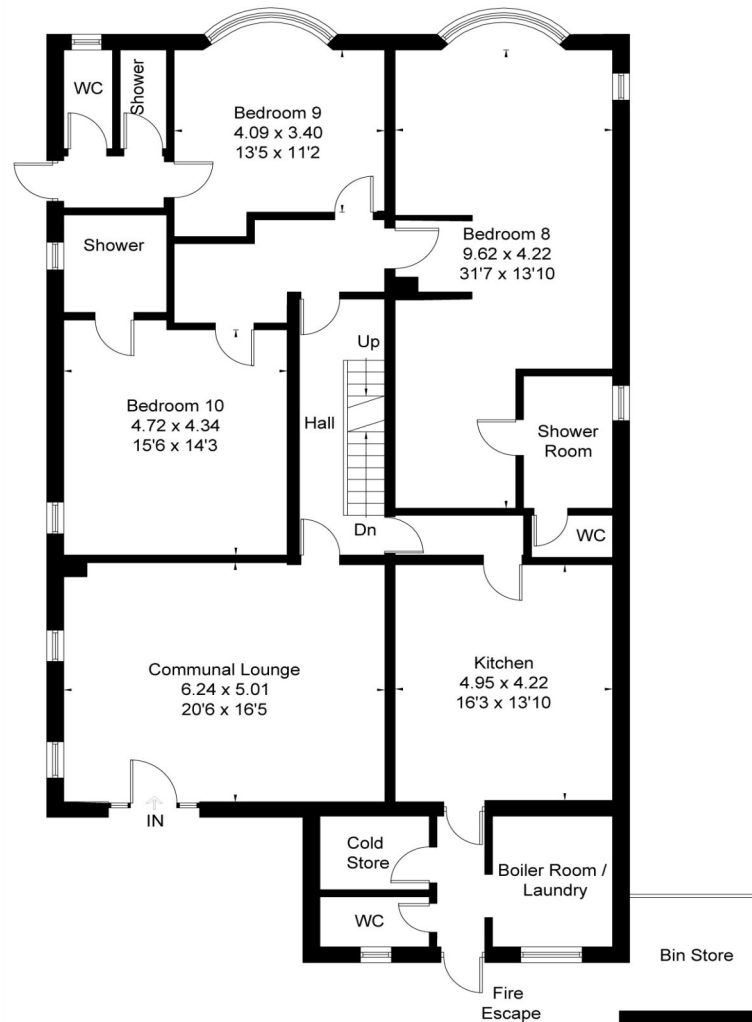 WC
Shower
Bedroom 9
4.09 x 3.40
13'5 x 11'2
Shower
Bedroom 8
9.62 x 4.22
31'7 x 13'10
Up
Bedroom 10
4.72 x 4.34
15'6 x 14'3
Hall
Shower
Room
Dn
WC
Communal Lounge
6.24 x 5.01
20'6 x 16'5
Kitchen
4.95 x 4.22
16'3 x 13'10
IN
Cold
Store
Boiler Room /
Laundry
WC
Bin Store
Fire
Escape